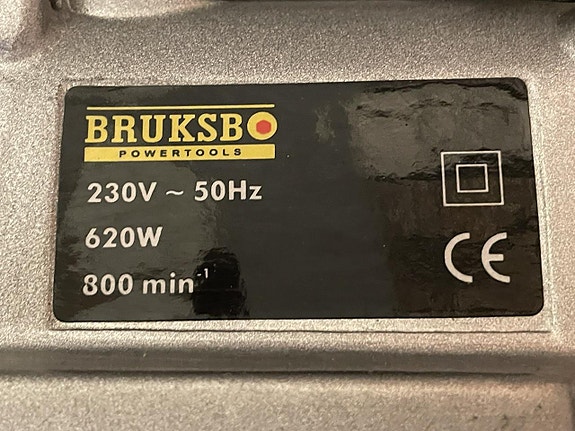 BRUKSBO
POWERTOOLS
230V ~ 50Hz
620W
800 min⁻¹
CE